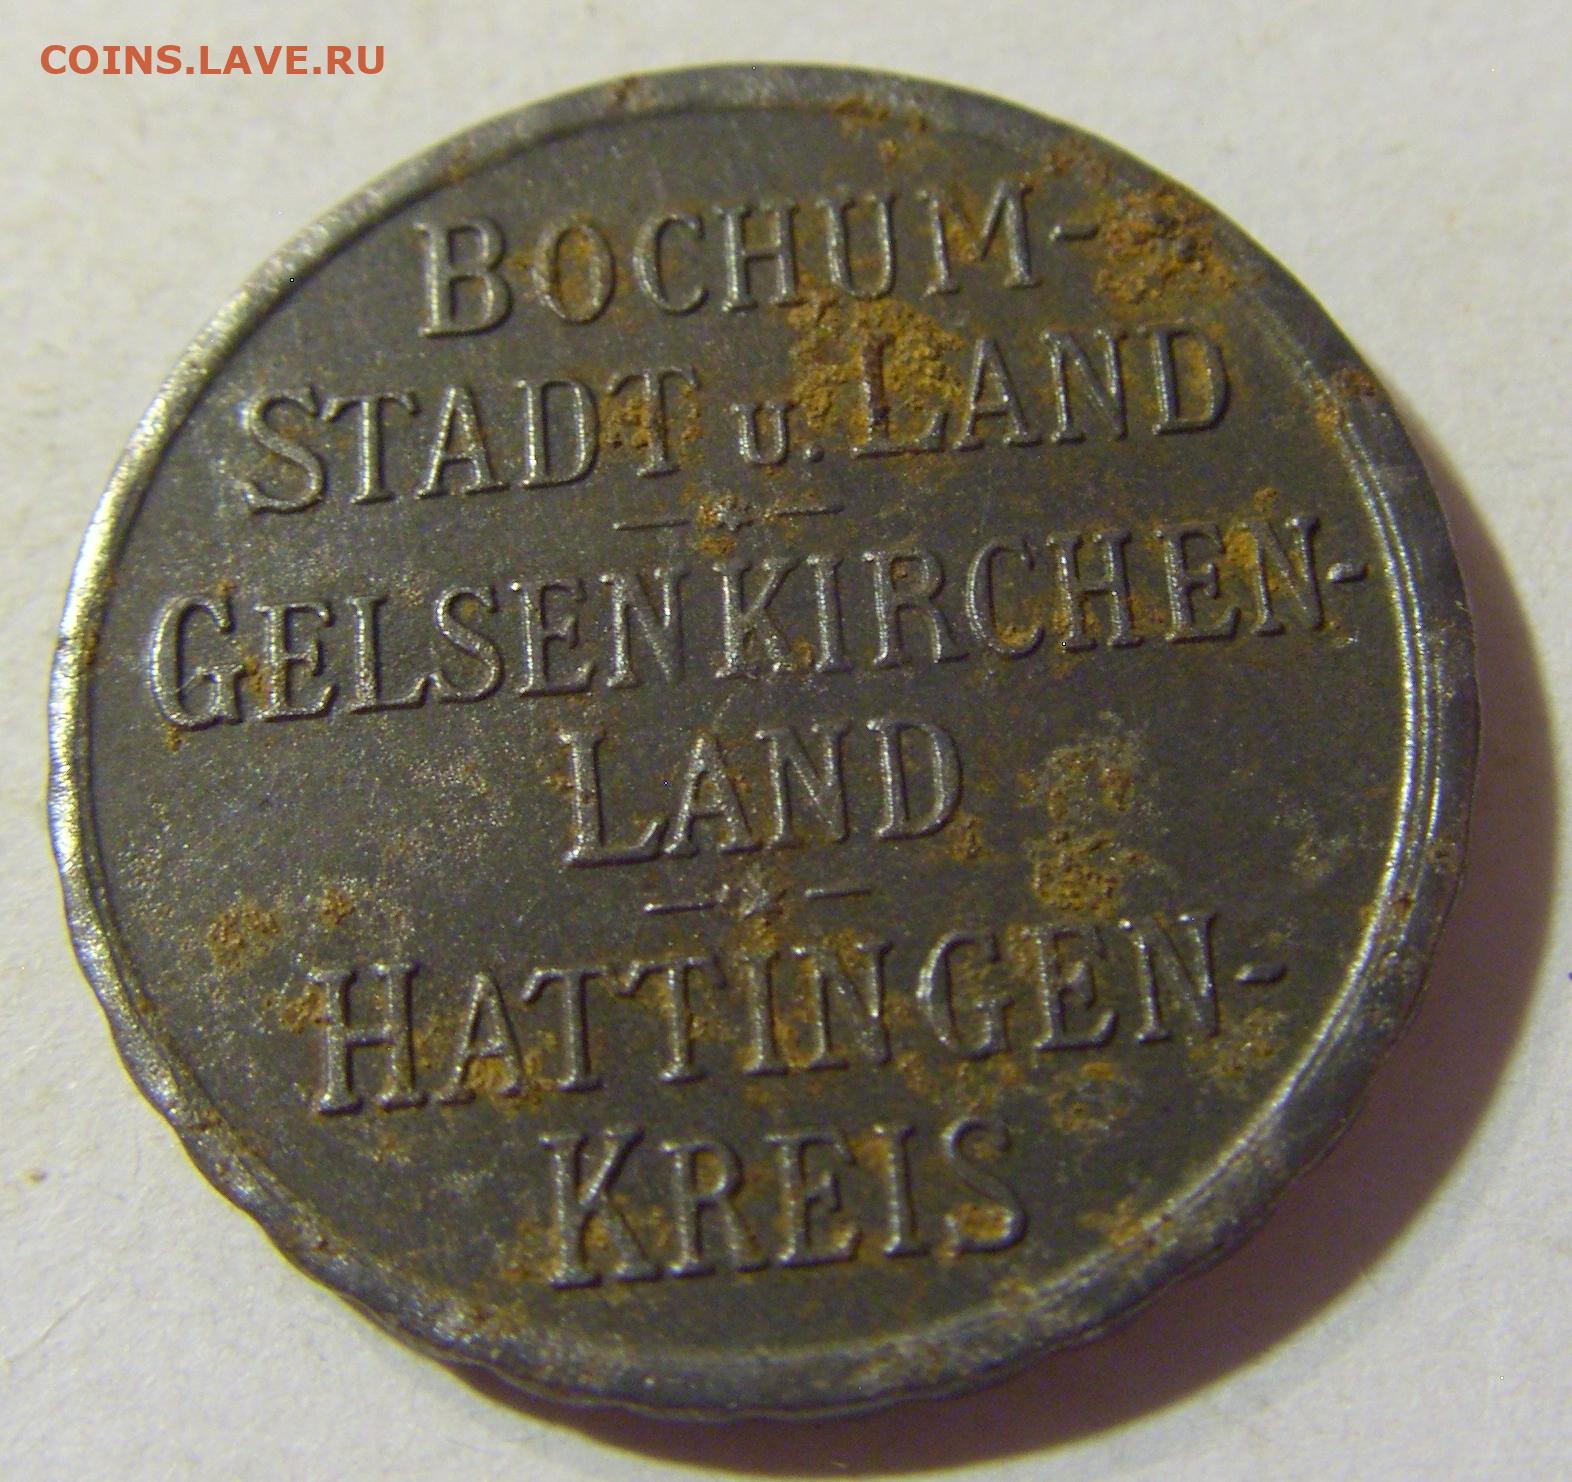 COINS.LAVE.RU
BOCHUM-
STADT U. LAND
GELSENKIRCHEN-
LAND
HATTINGEN-
KREIS